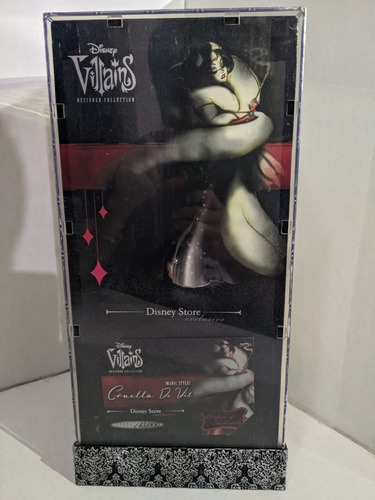 Disney
Villains
DESIGNER COLLECTION
Disney Store
exclusive
Disney
Villains
DESIGNER COLLECTION
Cruella De Vil
Disney Store